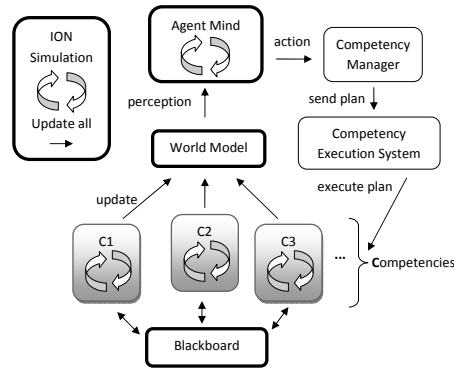 ION
Simulation
Update all
Agent Mind
action
Competency
Manager
perception
send plan
World Model
Competency
Execution System
update
execute plan
C1
C2
C3
...
Competencies
Blackboard